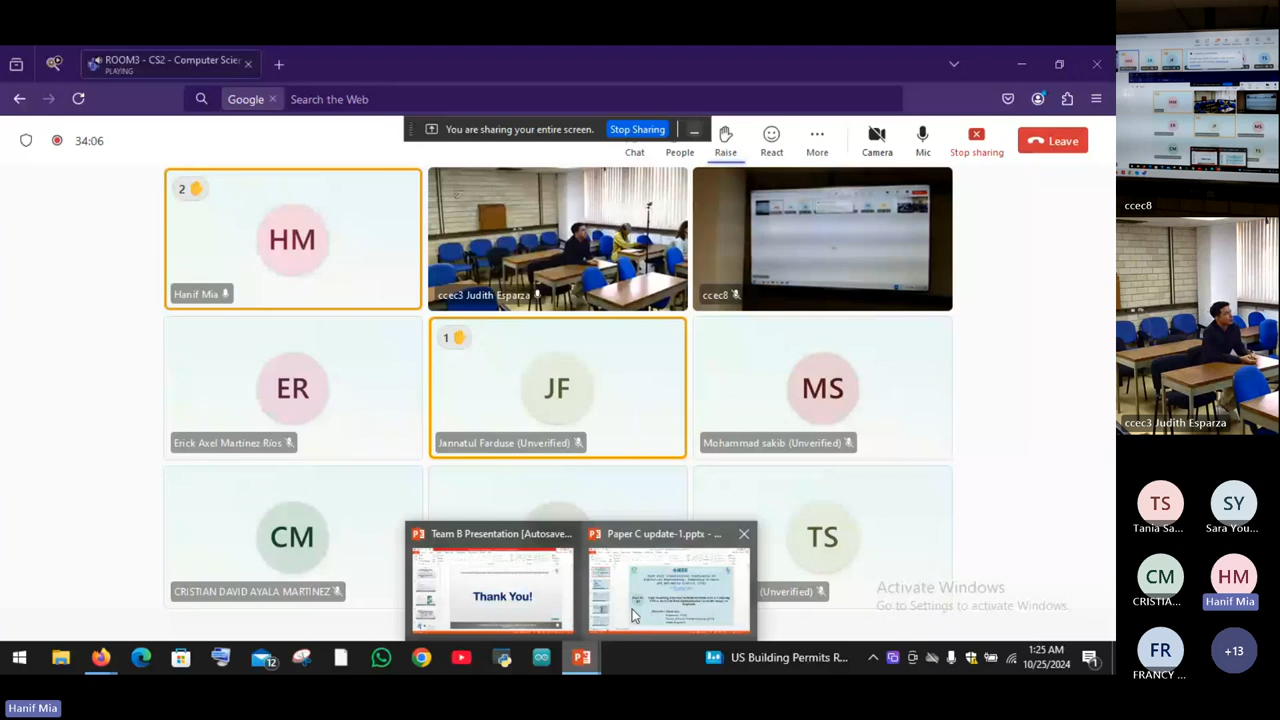 ROOM3 - CS2 - Computer Scien
PLAYING
Google
Search the Web
You are sharing your entire screen.
Stop Sharing
34:06
Chat
People
Raise
React
More
Camera
Mic
Stop sharing
Leave
2
HM
Hanif Mia
ccec3 Judith Esparza
ccec8
ER
Erick Axel Martinez Ríos
1
JF
Jannatul Farduse (Unverified)
MS
Mohammad sakib (Unverified)
CM
CRISTIAN DAVID AYALA MARTINEZ
TS
(Unverified)
Team B Presentation [Autosave...
Thank You!
Paper C update-1.pptx - ...
Activate Windows
Go to Settings to activate Windows.
12
US Building Permits R...
1:25 AM
10/25/2024
1
ccec8
ccec3 Judith Esparza
TS
Tania Sa...
SY
Sara You...
CM
CRISTIA...
HM
Hanif Mia
FR
FRANCY ...
+13
Hanif Mia